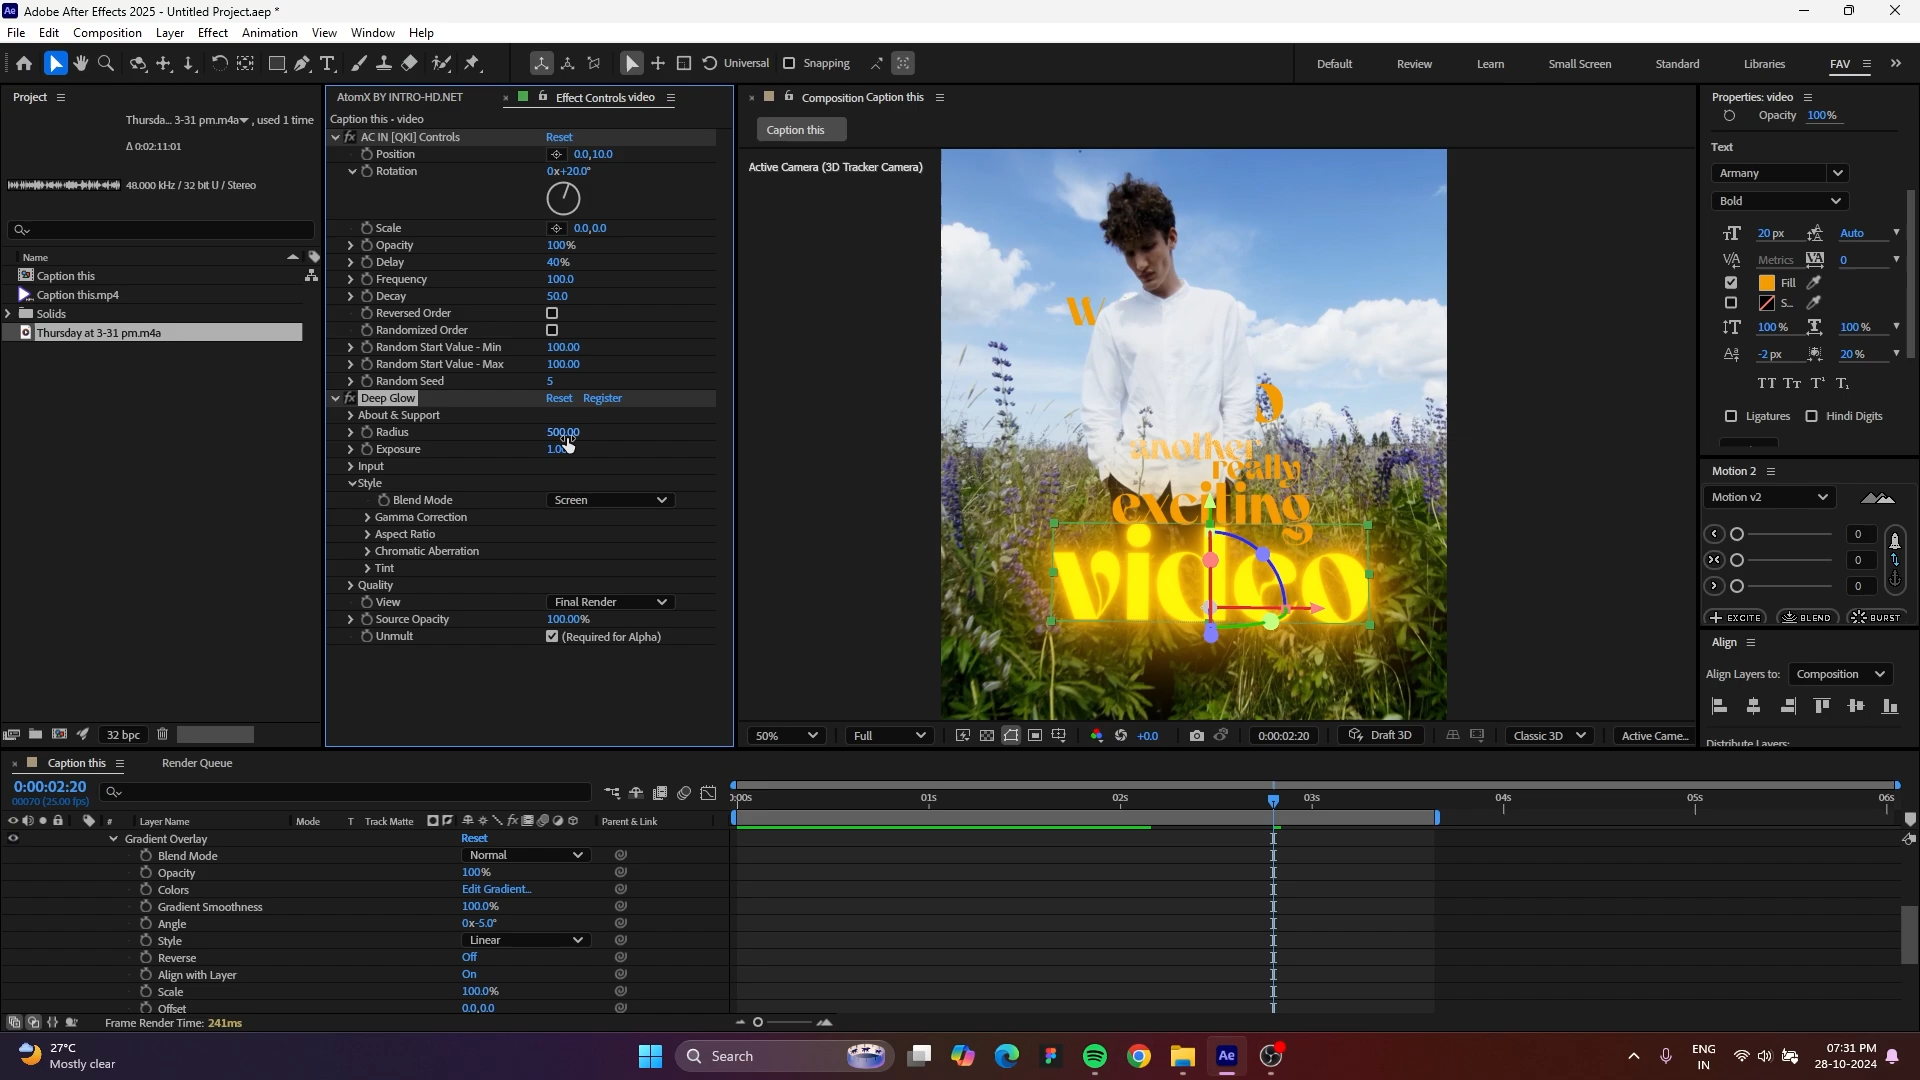 Adobe After Effects 2025 - Untitled Project.aep *
File Edit Composition Layer Effect Animation View Window Help
Universal Snapping
Default Review Learn Small Screen Standard Libraries FAV
Project
Thursda... 3-31 pm.m4a , used 1 time
Δ 0:02:11:01
48.000 kHz / 32 bit U / Stereo
Name
Caption this
Caption this.mp4
Solids
Thursday at 3-31 pm.m4a
32 bpc
AtomX BY INTRO-HD.NET
Effect Controls video
Caption this - video
fx AC IN [QKI] Controls Reset
Position 0.0,10.0
Rotation 0x+20.0°
Scale 0.0,0.0
Opacity 100%
Delay 40%
Frequency 100.0
Decay 50.0
Reversed Order
Randomized Order
Random Start Value - Min 100.00
Random Start Value - Max 100.00
Random Seed 5
fx Deep Glow Reset Register
About & Support
Radius 500.00
Exposure
Input
Style
Blend Mode Screen
Gamma Correction
Aspect Ratio
Chromatic Aberration
Tint
Quality
View Final Render
Source Opacity 100.00%
Unmult (Required for Alpha)
Composition Caption this
Caption this
Active Camera (3D Tracker Camera)
another
really
exciting
video
50% Full +0.0 0:00:02:20 Draft 3D Classic 3D Active Came...
Properties: video
Opacity 100%
Text
Armany
Bold
20 px Auto
Metrics 0
Fill
S...
100 % 100 %
-2 px 20 %
Ligatures Hindi Digits
Motion 2
Motion v2
0
0
0
EXCITE BLEND BURST
Align
Align Layers to: Composition
Distribute Layers:
Caption this
Render Queue
0:00:02:20
00070 (25.00 fps)
:00s 01s 02s 03s 04s 05s 06s
# Layer Name Mode T Track Matte fx Parent & Link
Gradient Overlay Reset
Blend Mode Normal
Opacity 100%
Colors Edit Gradient...
Gradient Smoothness 100.0%
Angle 0x-5.0°
Style Linear
Reverse Off
Align with Layer On
Scale 100.0%
Offset 0.0,0.0
Frame Render Time: 241ms
27°C
Mostly clear
Search
Ae
ENG
IN
07:31 PM
28-10-2024